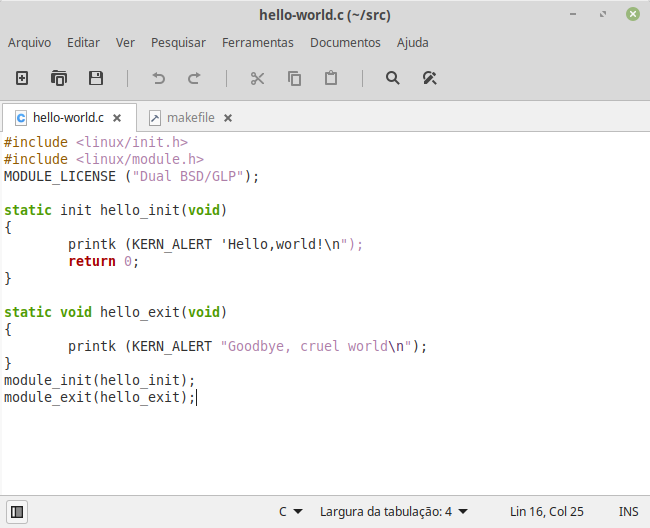 hello-world.c (~/src)
Arquivo Editar Ver Pesquisar Ferramentas Documentos Ajuda
hello-world.c makefile
#include <linux/init.h>
#include <linux/module.h>
MODULE_LICENSE ("Dual BSD/GLP");
static init hello_init(void)
{
printk (KERN_ALERT 'Hello,world!\n");
return 0;
}
static void hello_exit(void)
{
printk (KERN_ALERT "Goodbye, cruel world\n");
}
module_init(hello_init);
module_exit(hello_exit);
C Largura da tabulação: 4 Lin 16, Col 25 INS